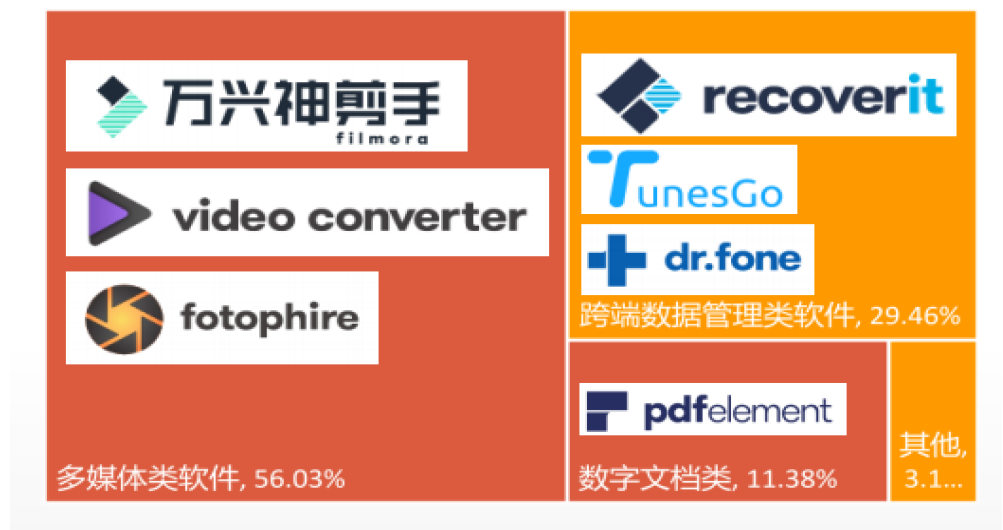 万兴神剪手
filmora
video converter
fotophire
多媒体类软件, 56.03%
recoverit
TunesGo
dr.fone
跨端数据管理类软件, 29.46%
pdfelement
数字文档类, 11.38%
其他,
3.1...